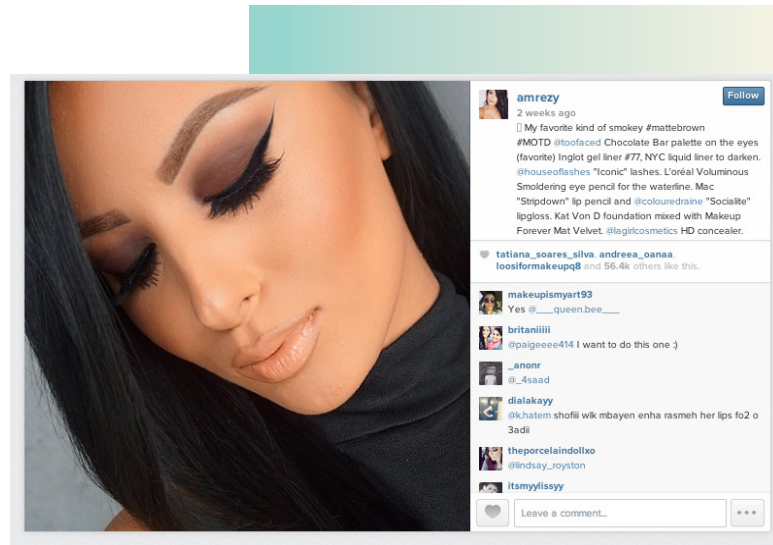 amrezy
Follow
2 weeks ago
My favorite kind of smokey #mattebrown
#MOTD @toofaced Chocolate Bar palette on the eyes
(favorite) Inglot gel liner #77, NYC liquid liner to darken.
@houseoflashes "Iconic" lashes. L'oréal Voluminous
Smoldering eye pencil for the waterline. Mac
"Stripdown" lip pencil and @colouredraine "Socialite"
lipgloss. Kat Von D foundation mixed with Makeup
Forever Mat Velvet. @lagirlcosmetics HD concealer.
tatiana_soares_silva, andreea_oanaa,
loosiformakeupq8 and 56.4k others like this.
makeupismyart93
Yes @___queen.bee___
britaniiiii
@paigeeee414 I want to do this one :)
_anonr
@_4saad
dialakayy
@k.hatem shofiii wlk mbayen enha rasmeh her lips fo2 o
3adii
theporcelaindollxo
@lindsay_royston
itsmyylissyy
Leave a comment...